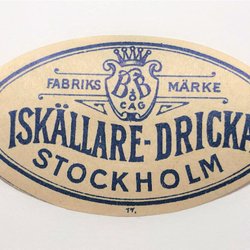 B & B
C A G
FABRIKS MÄRKE
ISKÄLLARE-DRICKA
STOCKHOLM